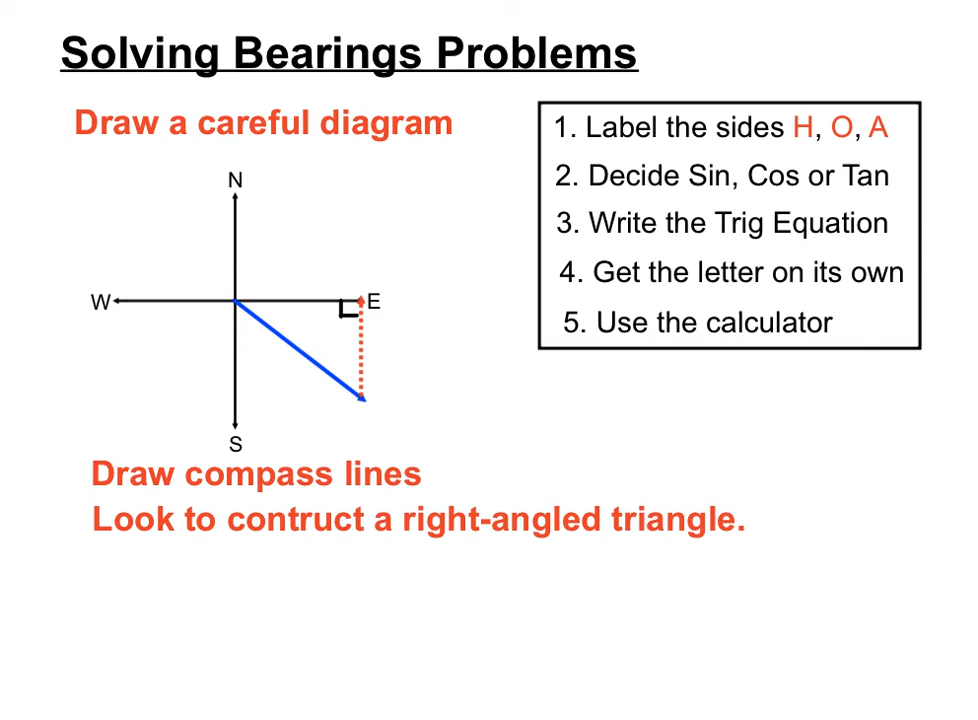 Solving Bearings Problems
Draw a careful diagram
1. Label the sides H, O, A
2. Decide Sin, Cos or Tan
3. Write the Trig Equation
4. Get the letter on its own
5. Use the calculator
N
W
E
S
Draw compass lines
Look to contruct a right-angled triangle.